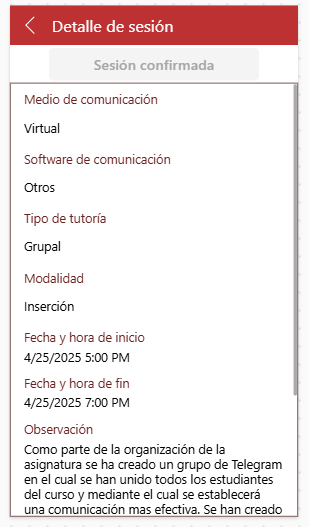 Detalle de sesión
Sesión confirmada
Medio de comunicación
Virtual
Software de comunicación
Otros
Tipo de tutoría
Grupal
Modalidad
Inserción
Fecha y hora de inicio
4/25/2025 5:00 PM
Fecha y hora de fin
4/25/2025 7:00 PM
Observación
Como parte de la organización de la
asignatura se ha creado un grupo de Telegram
en el cual se han unido todos los estudiantes
del curso y mediante el cual se establecerá
una comunicación mas efectiva. Se han creado